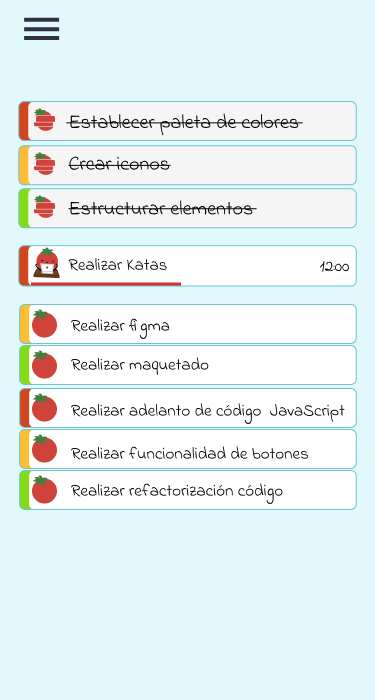 Establecer paleta de colores
Crear iconos
Estructurar elementos
Realizar Katas 12:00
Realizar figma
Realizar maquetado
Realizar adelanto de código JavaScript
Realizar funcionalidad de botones
Realizar refactorización código